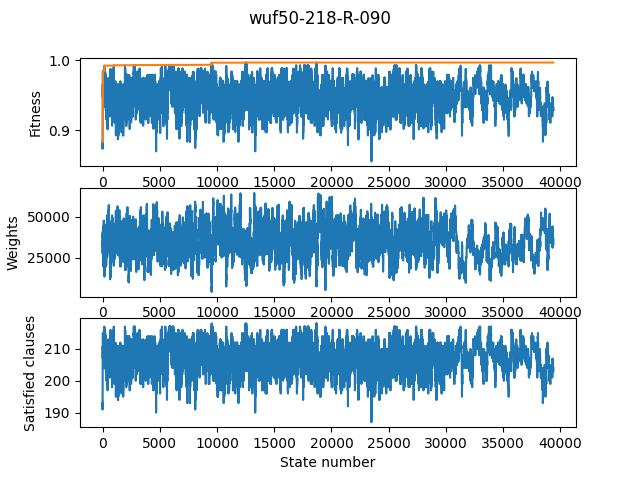 wuf50-218-R-090
Fitness
1.0
0.9
0 5000 10000 15000 20000 25000 30000 35000 40000
Weights
50000
25000
0 5000 10000 15000 20000 25000 30000 35000 40000
Satisfied clauses
210
200
190
0 5000 10000 15000 20000 25000 30000 35000 40000
State number